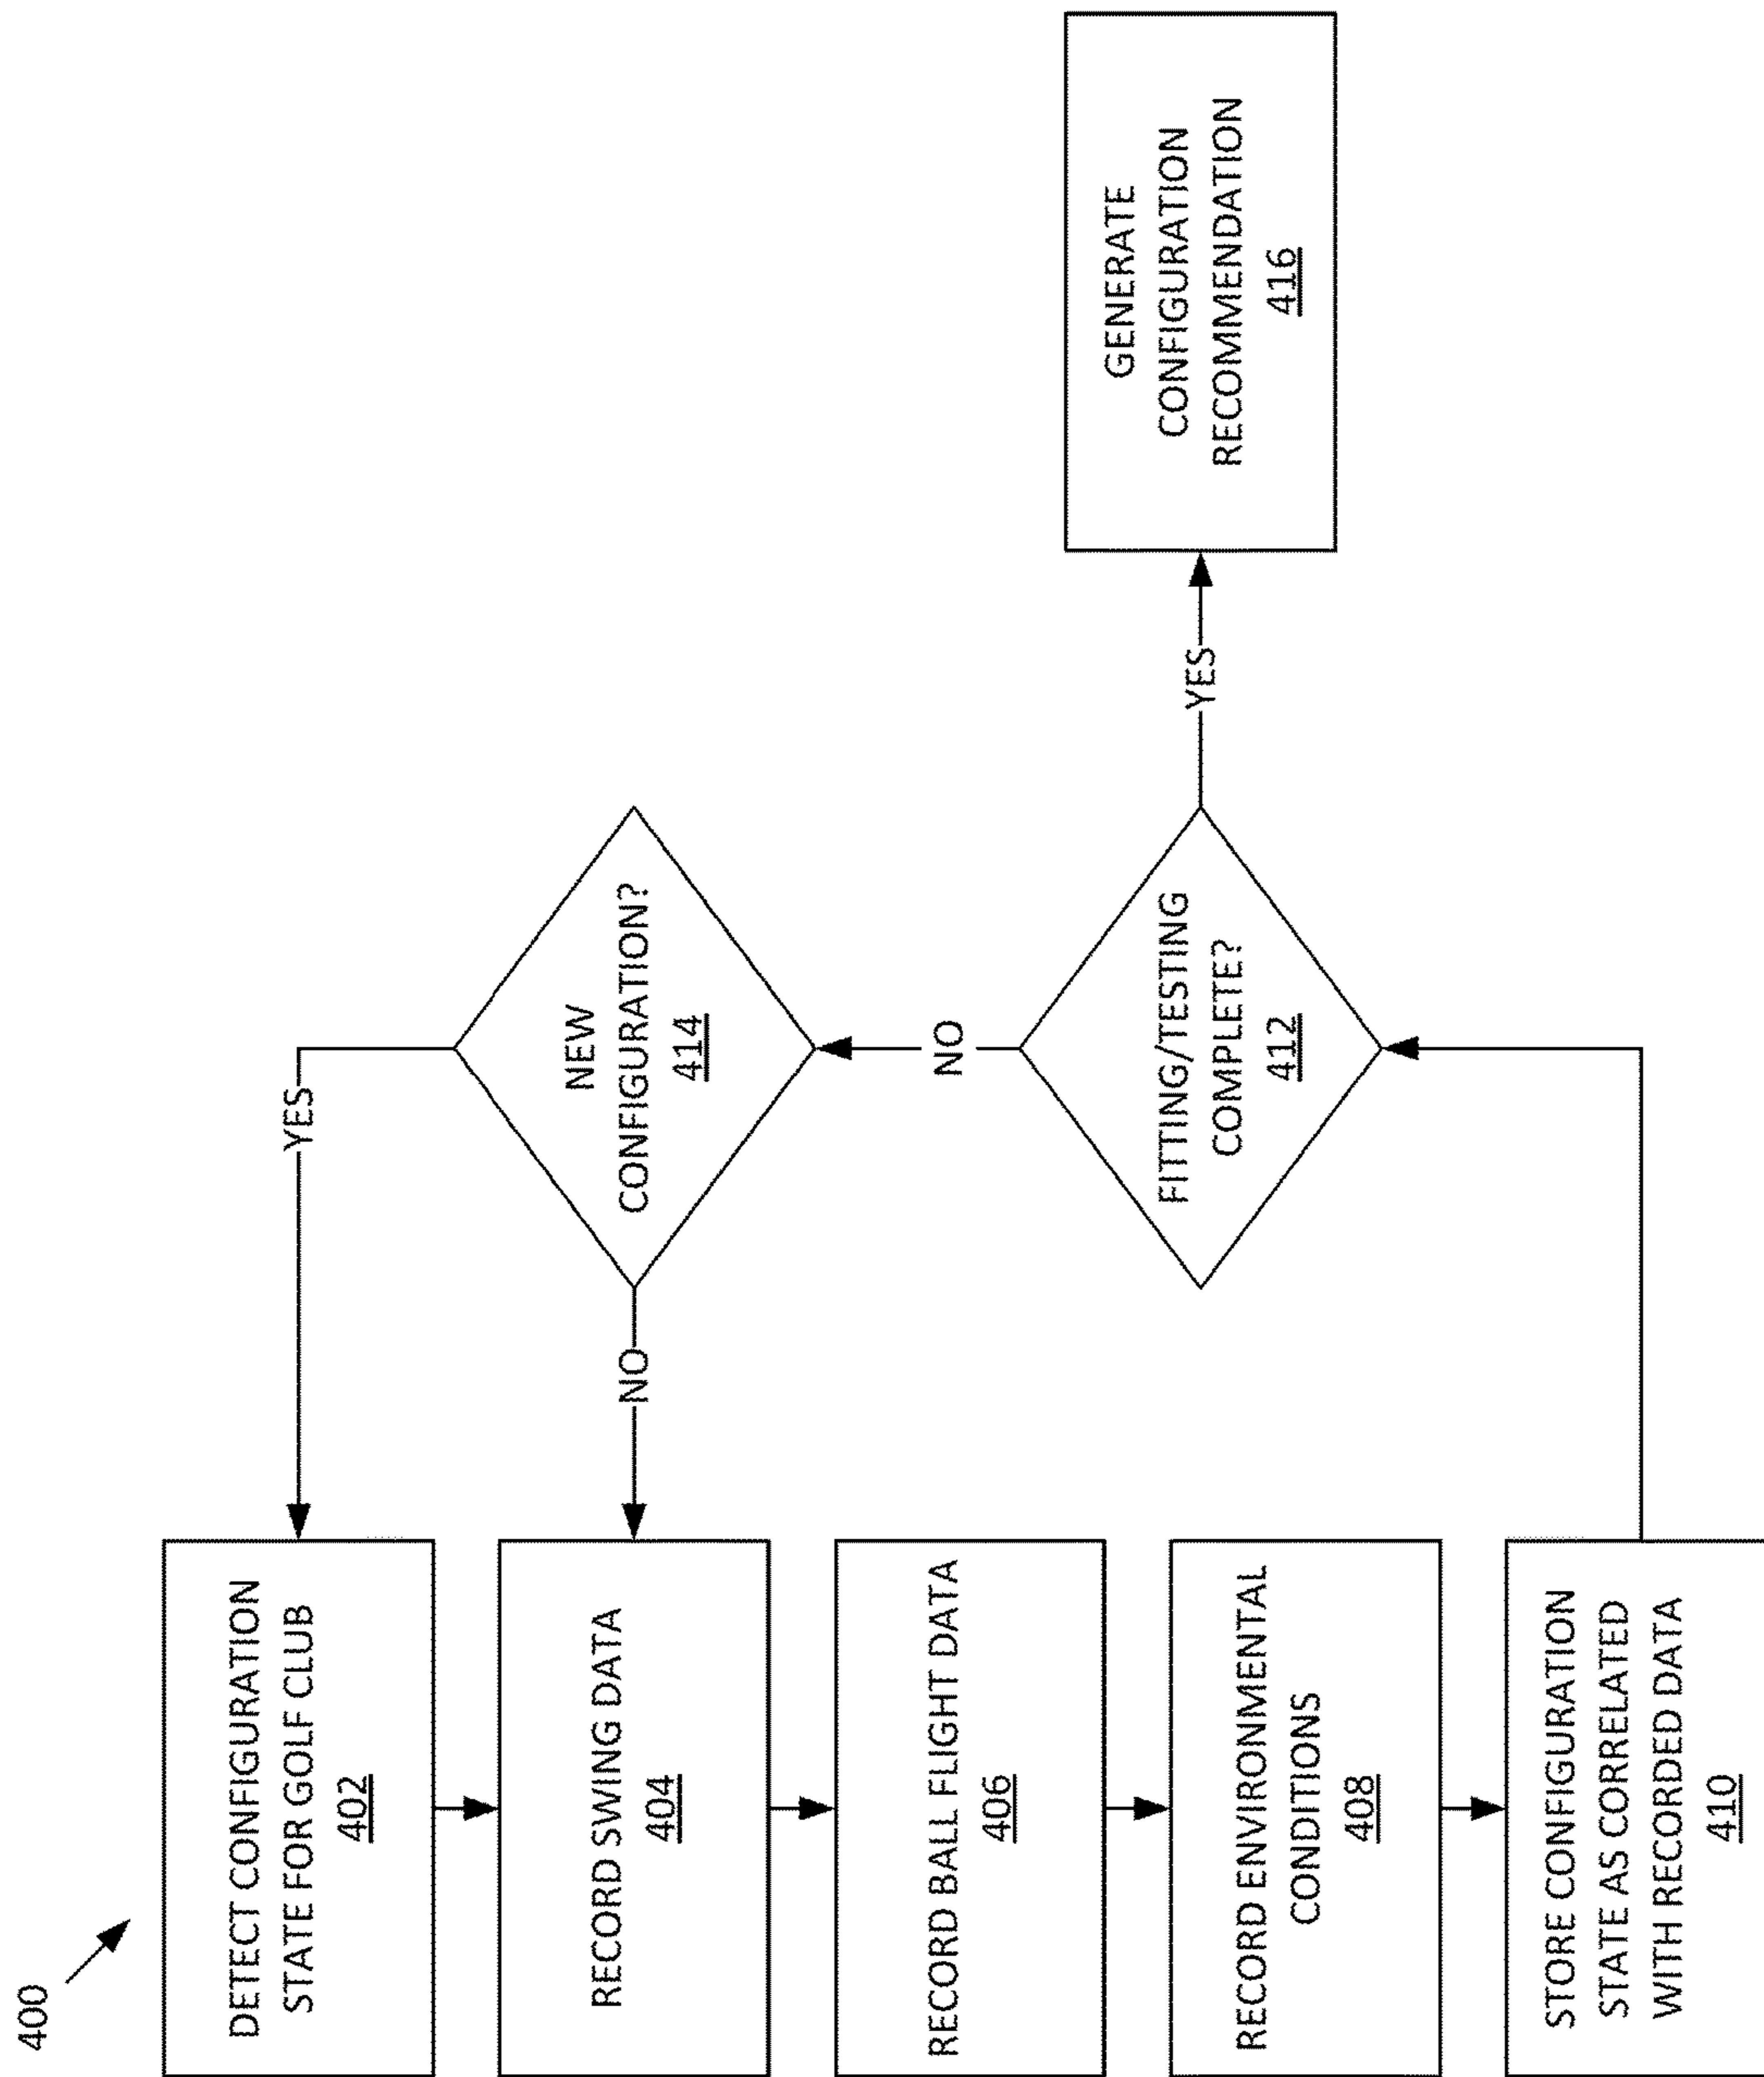 400
DETECT CONFIGURATION
STATE FOR GOLF CLUB
402
RECORD SWING DATA
404
RECORD BALL FLIGHT DATA
406
RECORD ENVIRONMENTAL
CONDITIONS
408
STORE CONFIGURATION
STATE AS CORRELATED
WITH RECORDED DATA
410
FITTING/TESTING
COMPLETE?
412
NO
YES
NEW
CONFIGURATION?
414
YES
NO
GENERATE
CONFIGURATION
RECOMMENDATION
416